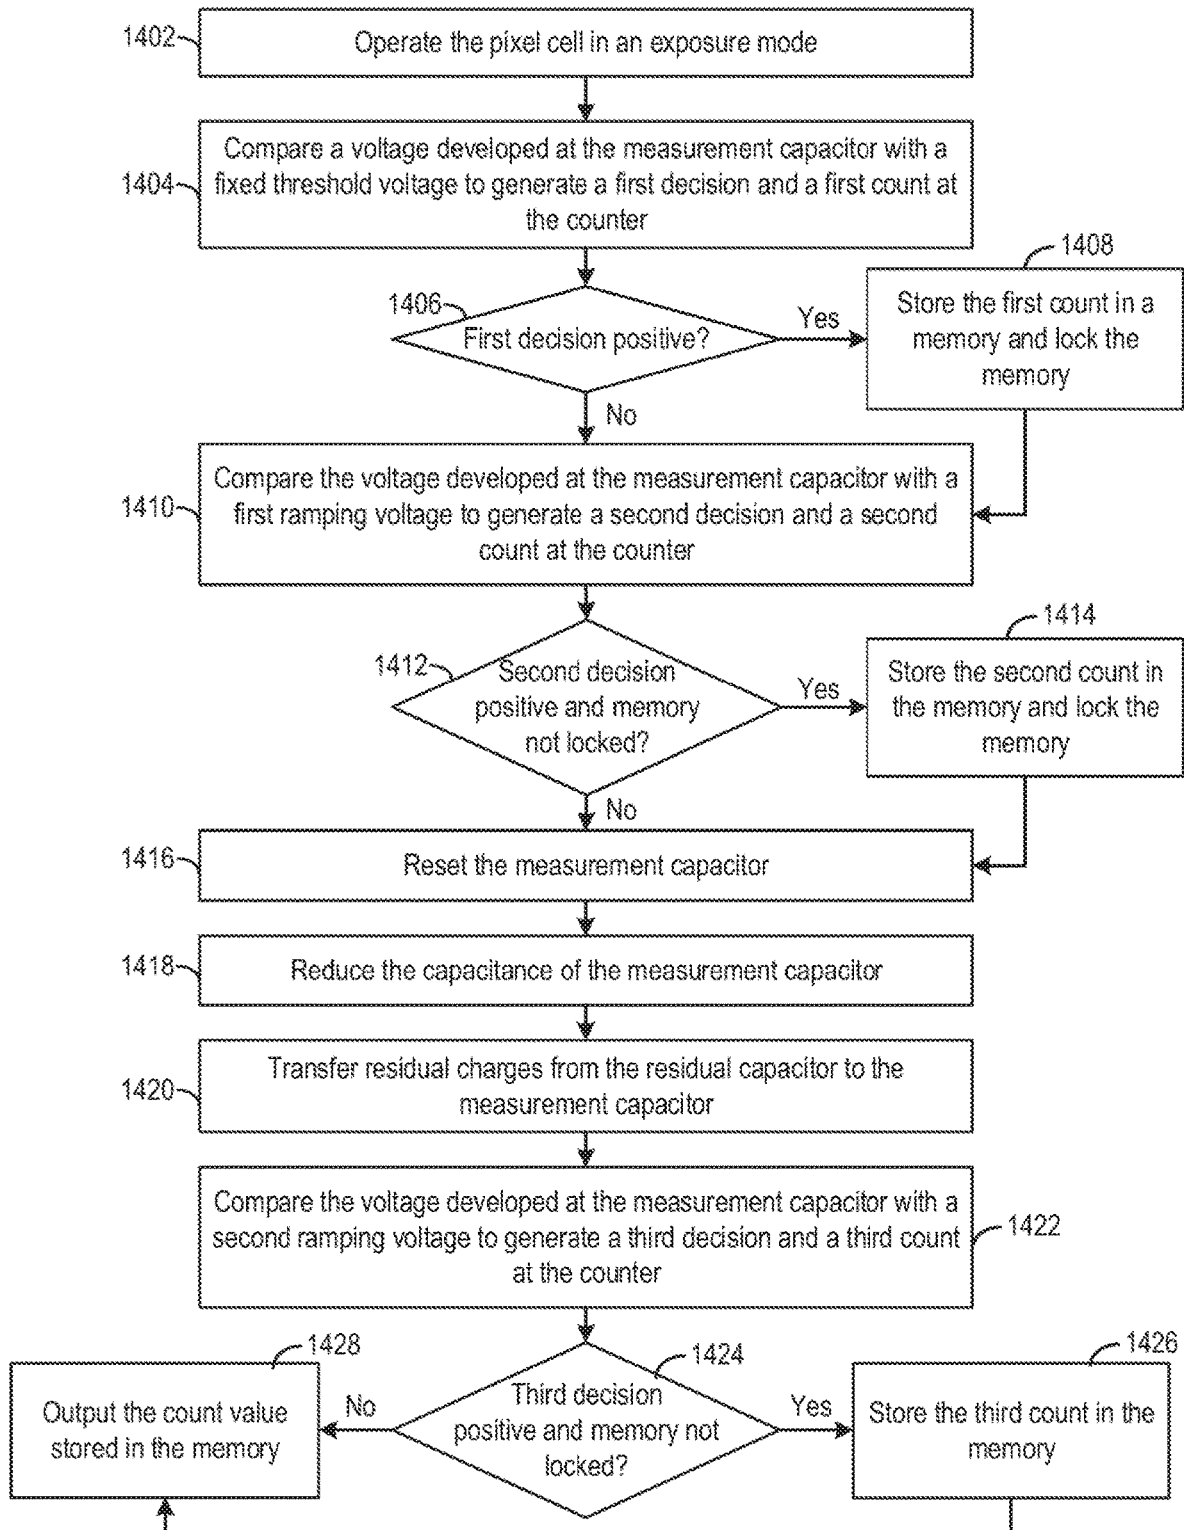 1402
Operate the pixel cell in an exposure mode
1404
Compare a voltage developed at the measurement capacitor with a
fixed threshold voltage to generate a first decision and a first count at
the counter
1406
First decision positive?
Yes
No
1408
Store the first count in a
memory and lock the
memory
1410
Compare the voltage developed at the measurement capacitor with a
first ramping voltage to generate a second decision and a second
count at the counter
1412
Second decision
positive and memory
not locked?
Yes
No
1414
Store the second count in
the memory and lock the
memory
1416
Reset the measurement capacitor
1418
Reduce the capacitance of the measurement capacitor
1420
Transfer residual charges from the residual capacitor to the
measurement capacitor
Compare the voltage developed at the measurement capacitor with a
second ramping voltage to generate a third decision and a third count
at the counter
1422
1428
Output the count value
stored in the memory
No
1424
Third decision
positive and memory not
locked?
Yes
1426
Store the third count in the
memory